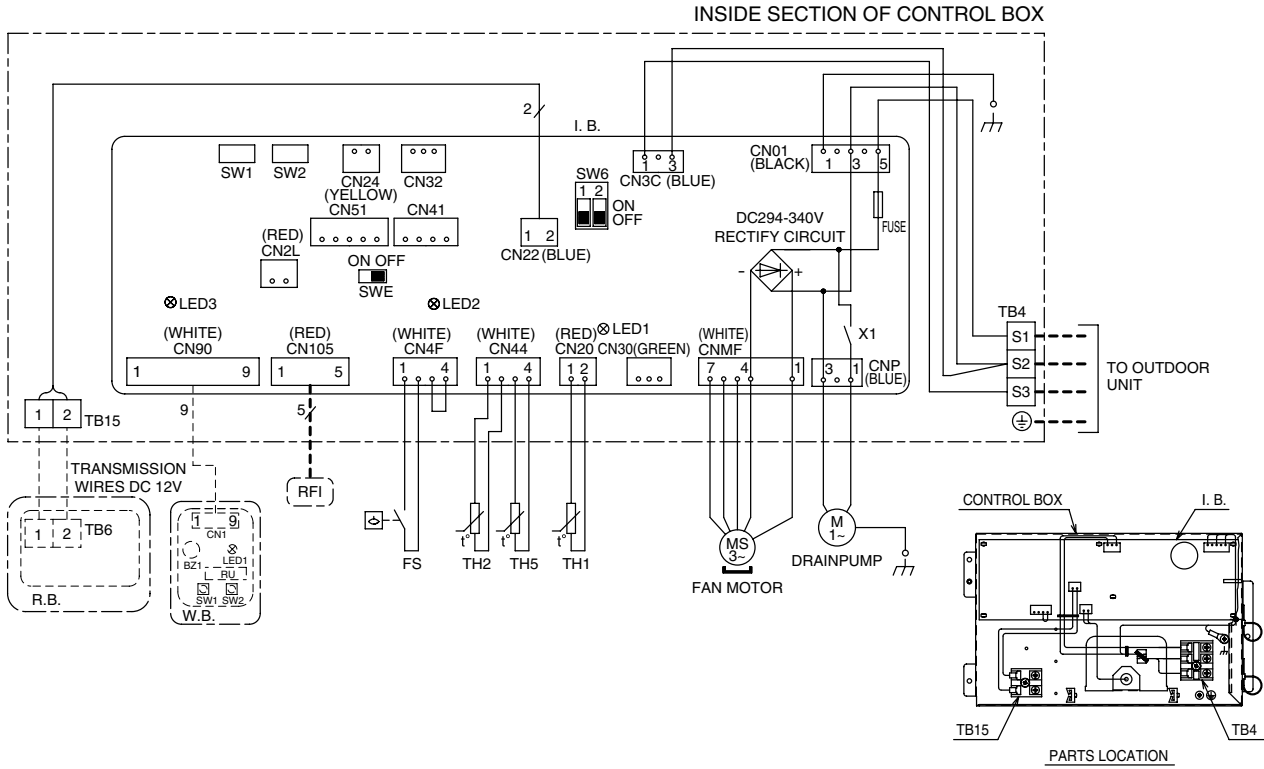 INSIDE SECTION OF CONTROL BOX
2
I. B.
SW1
SW2
CN24
(YELLOW)
CN32
CN51
CN41
(RED)
CN2L
ON OFF
SWE
1 2
CN22 (BLUE)
SW6
1 2
ON
OFF
1 3
CN3C (BLUE)
CN01
(BLACK)
1 3 5
FUSE
DC294-340V
RECTIFY CIRCUIT
- +
X1
LED3
LED2
LED1
(WHITE)
CN90
1 9
(RED)
CN105
1 5
(WHITE)
CN4F
1 4
(WHITE)
CN44
1 4
(RED)
CN20
1 2
CN30(GREEN)
(WHITE)
CNMF
7 4 1
3 1
CNP
(BLUE)
TB4
S1
S2
S3
TO OUTDOOR
UNIT
1 2
TB15
9
5
TRANSMISSION
WIRES DC 12V
1 2
TB6
R.B.
1 9
CN1
BZ1
LED1
RU
SW1 SW2
W.B.
RFI
FS
t°
TH2
t°
TH5
t°
TH1
MS
3~
FAN MOTOR
M
1~
DRAINPUMP
CONTROL BOX
I. B.
TB15
TB4
PARTS LOCATION